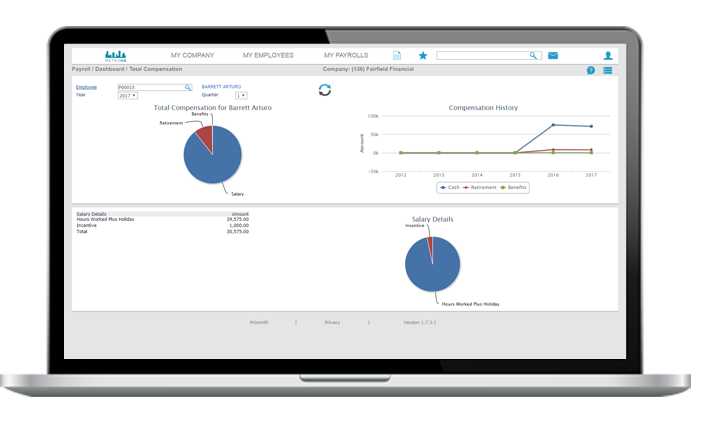 METROHR
MY COMPANY MY EMPLOYEES MY PAYROLLS
Payroll / Dashboard / Total Compensation Company: (136) Fairfield Financial
Employee P00015 BARRETT ARTURO
Year 2017 Quarter
Total Compensation for Barrett Arturo
Benefits
Retirement
Salary
Compensation History
Amount
100k
50k
0k
-50k
2012 2013 2014 2015 2016 2017
Cash Retirement Benefits
Salary Details Amount
Hours Worked Plus Holiday 29,575.00
Incentive 1,000.00
Total 30,575.00
Salary Details
Incentive
Hours Worked Plus Holiday
PrismHR | Privacy | Version 1.7.2.1